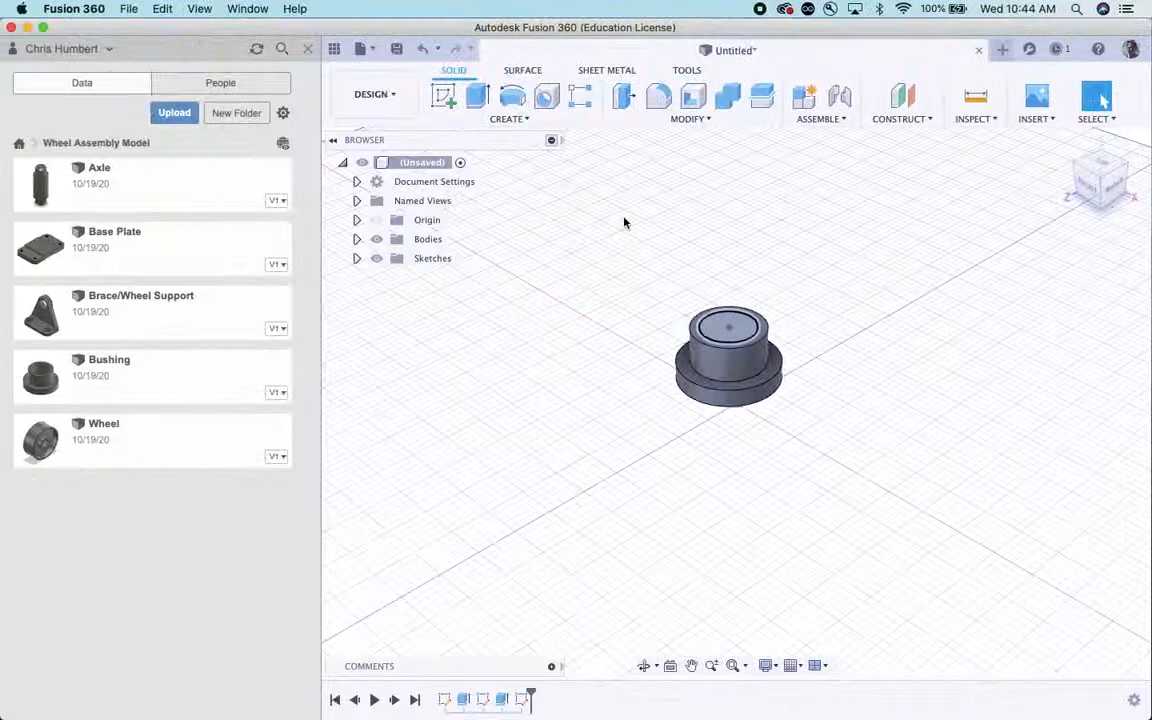 Fusion 360 File Edit View Window Help 100% Wed 10:44 AM
Autodesk Fusion 360 (Education License)
Chris Humbert
Untitled*
1
Data People
SOLID SURFACE SHEET METAL TOOLS
DESIGN
Upload New Folder
CREATE MODIFY ASSEMBLE CONSTRUCT INSPECT INSERT SELECT
Wheel Assembly Model
BROWSER
(Unsaved)
Document Settings
Named Views
Origin
Bodies
Sketches
Axle
10/19/20
V1
Base Plate
10/19/20
V1
Brace/Wheel Support
10/19/20
V1
Bushing
10/19/20
V1
Wheel
10/19/20
V1
Z X
COMMENTS